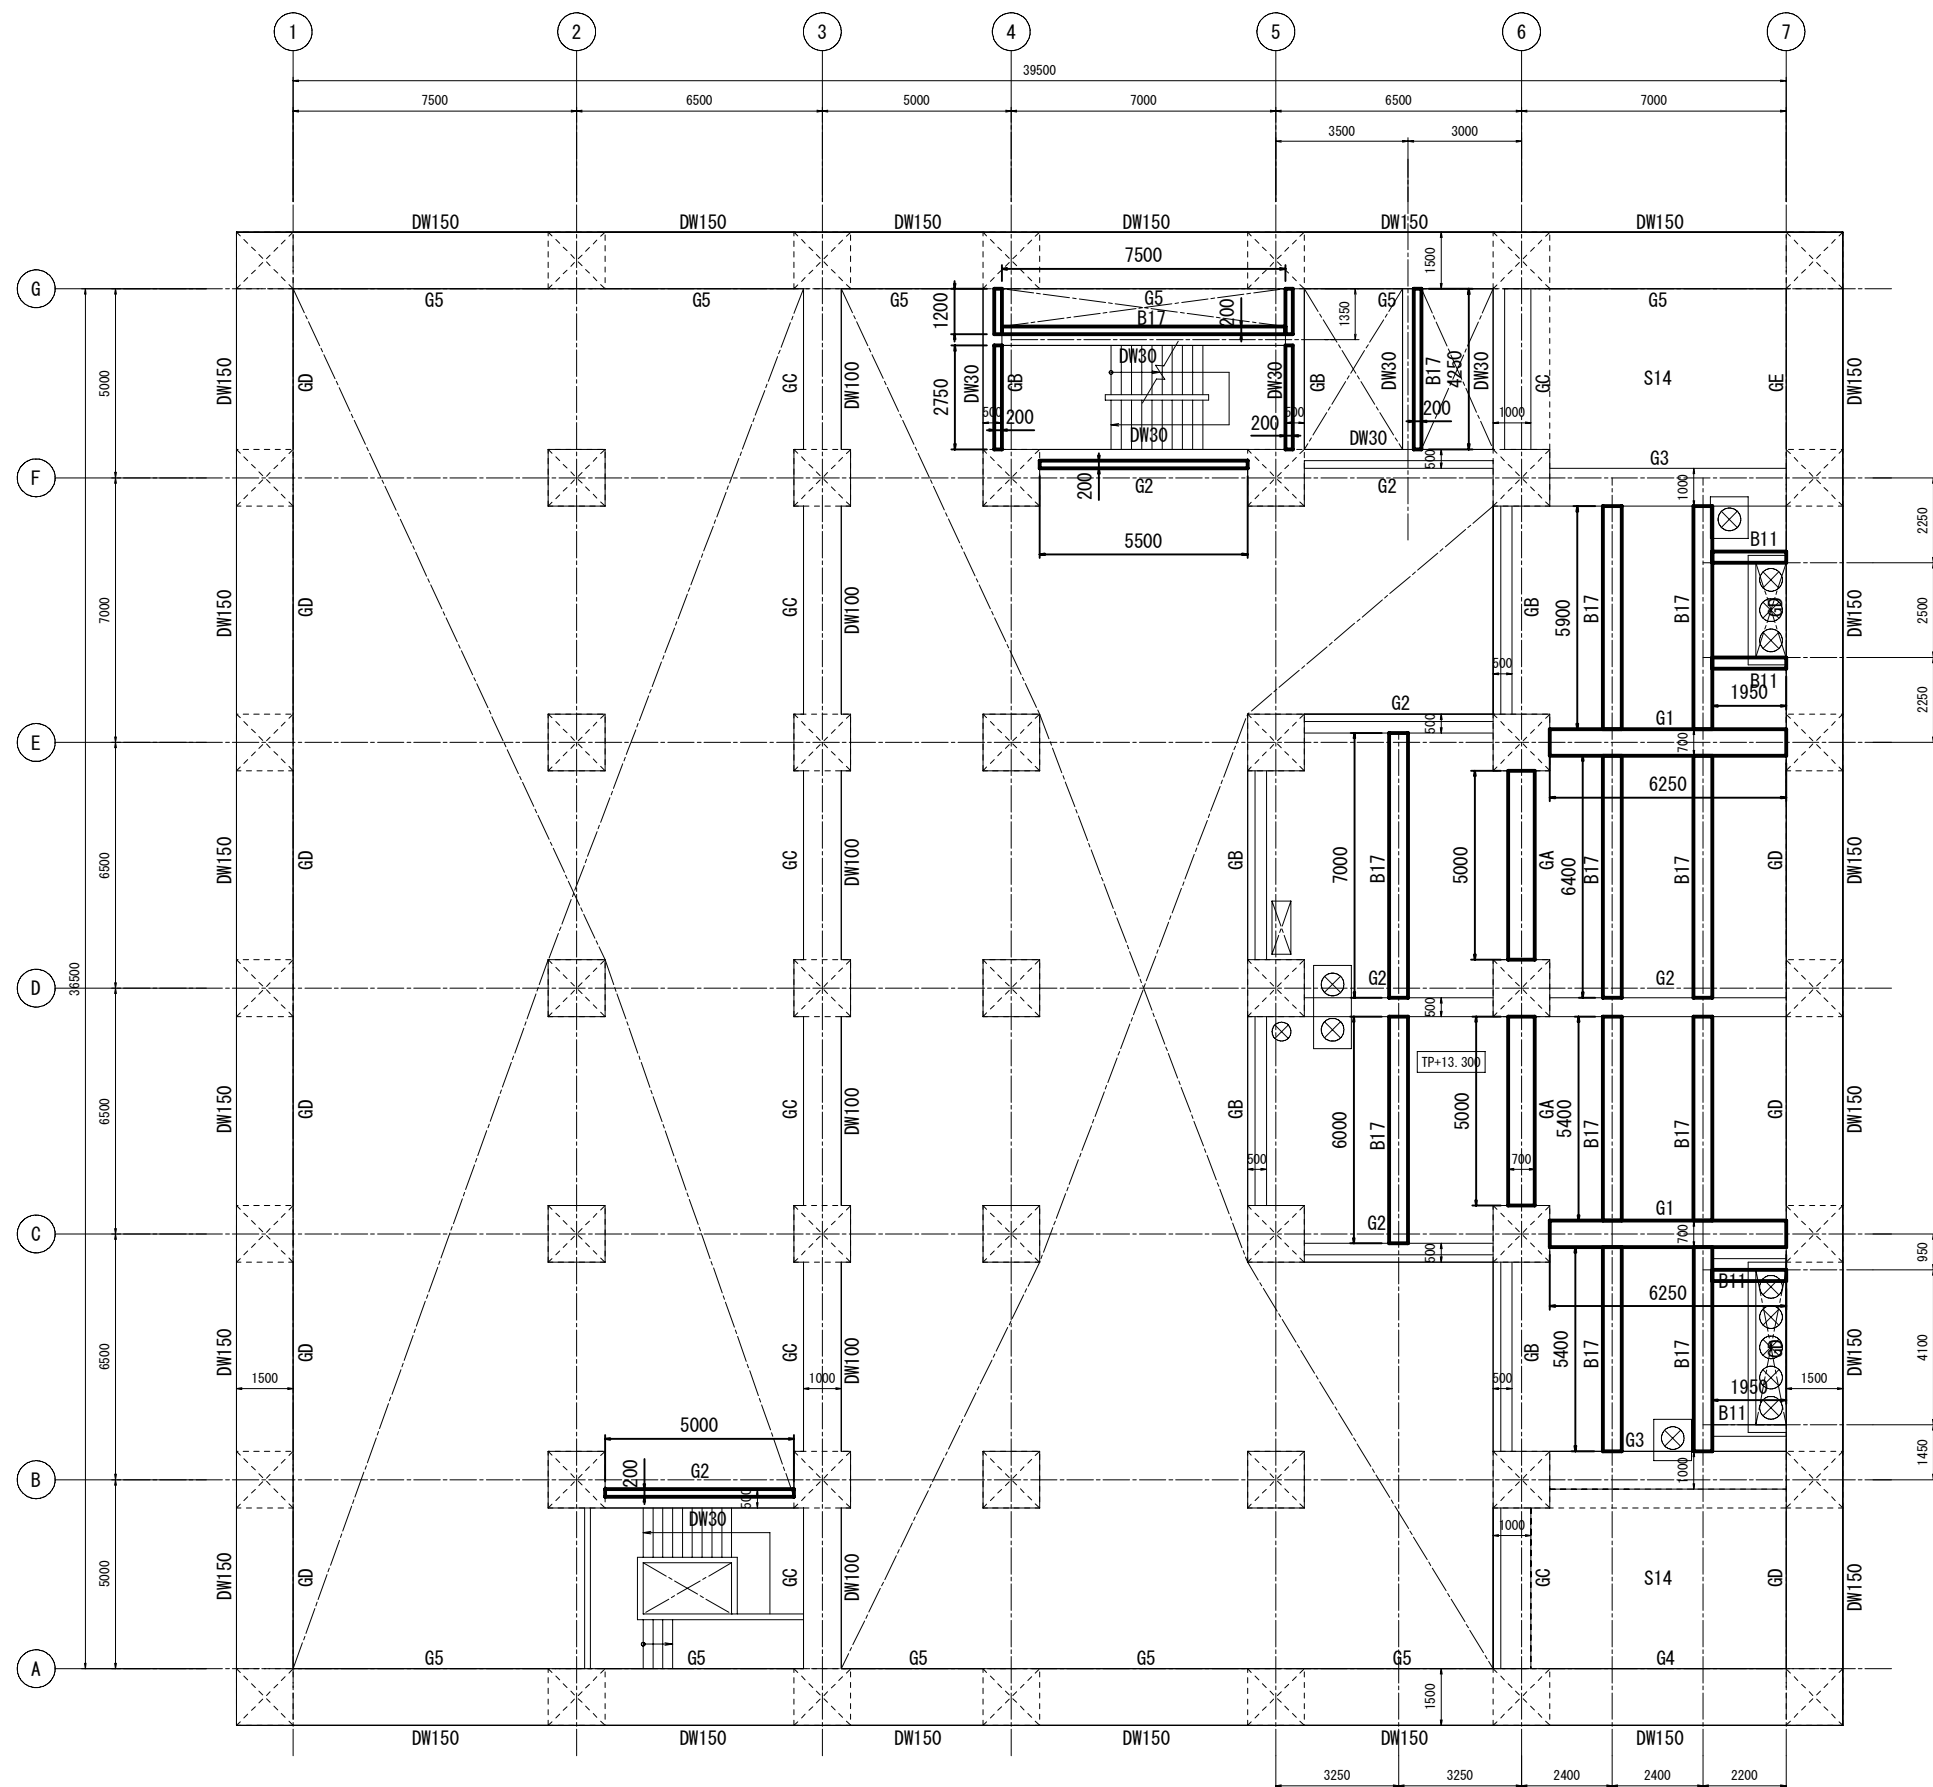 1 2 3 4 5 6 7
39500
7500 6500 5000 7000 6500 7000
3500 3000
DW150 DW150 DW150 DW150 DW150 DW150
7500 1500
G
G5 G5 G5 G5 G5 G5
1200 B17 200 1350
DW150 GD GC DW100 DW30 GB DW30 DW30 GB DW30 B17 4250 DW30 GC S14 GE DW150
5000
2750 500 200 DW30 200 500 DW30 200 1000
F
G3
200 G2 G2 500 1000
5500
2250
B11
7000 DW150 GD GC DW100 GB 5900 B17 B17 GD DW150 2500
500 B11
1950 2250
G2 G1
E
500 700
6250
36500 6500 DW150 GD GC DW100 GB 7000 B17 5000 GA 6400 B17 B17 GD DW150
D
G2 G2
500
TP+13.300
6500 DW150 GD GC DW100 GB 6000 B17 5000 GA 5400 B17 B17 GD DW150
500 700
G1
C
G2 500 700 950
B11
6250
6500 DW150 GD GC DW100 GB 5400 B17 B17 GD DW150 4100
1500 1000 500 1950 1500
B11
5000
G3
B
200 G2 500 1000 1450
DW30 1000
5000 DW150 GD GC DW100 GC S14 GD DW150
A
G5 G5 G5 G5 G5 G4
1500
DW150 DW150 DW150 DW150 DW150 DW150
3250 3250 2400 2400 2200